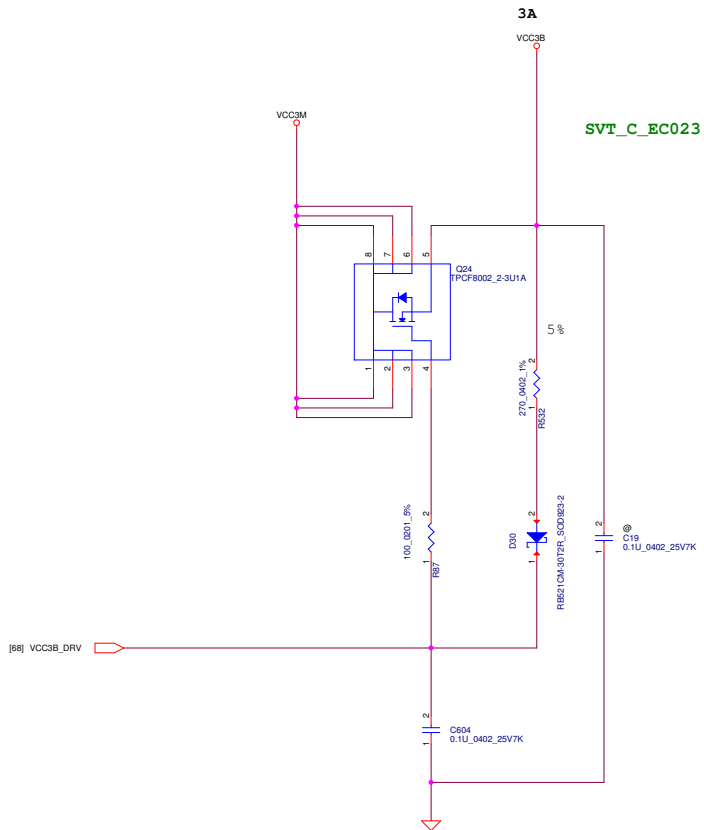 3A
VCC3B
VCC3M
SVT_C_EC023
8
7
6
5
Q24
TPCF8002_2-3U1A
1
2
3
4
5%
2
270_0402_1%
1
R532
2
100_0201_5%
1
R87
2
D30
RB521CM-30T2R_SOD923-2
1
2
@
C19
0.1U_0402_25V7K
1
[68] VCC3B_DRV
2
C604
0.1U_0402_25V7K
1